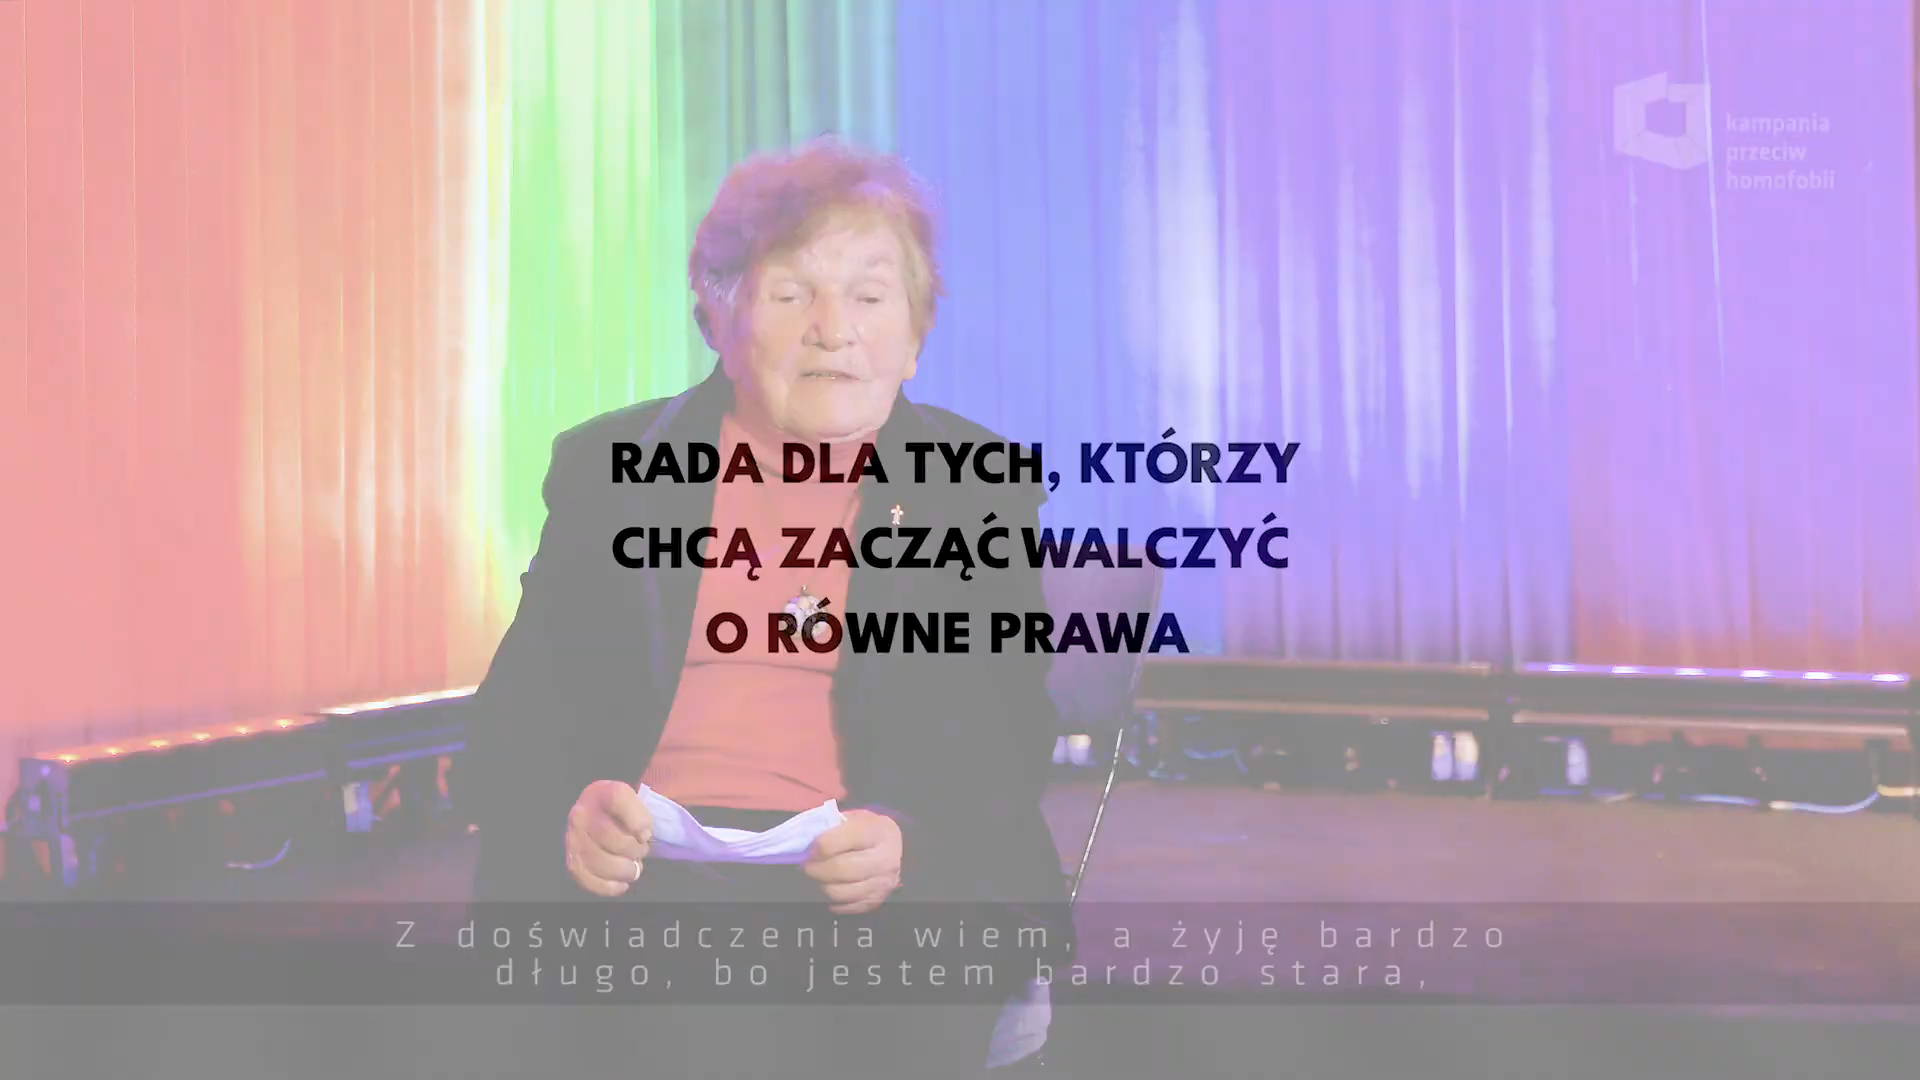 kampania
przeciw
homofobii
RADA DLA TYCH, KTÓRZY
CHCĄ ZACZĄĆ WALCZYĆ
O RÓWNE PRAWA
Z doświadczenia wiem, a żyję bardzo
długo, bo jestem bardzo stara,